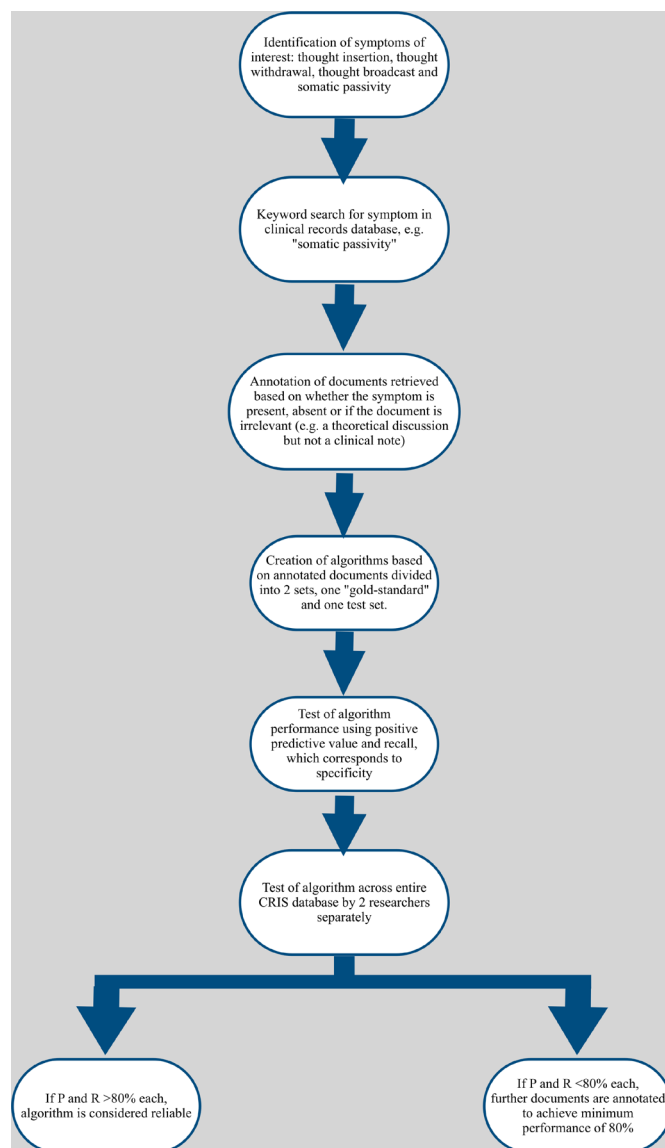 Identification of symptoms of
interest: thought insertion, thought
withdrawal, thought broadcast and
somatic passivity
Keyword search for symptom in
clinical records database, e.g.
"somatic passivity"
Annotation of documents retrieved
based on whether the symptom is
present, absent or if the document is
irrelevant (e.g. a theoretical discussion
but not a clinical note)
Creation of algorithms based
on annotated documents divided
into 2 sets, one "gold-standard"
and one test set.
Test of algorithm
performance using positive
predictive value and recall,
which corresponds to
specificity
Test of algorithm across entire
CRIS database by 2 researchers
separately
If P and R >80% each,
algorithm is considered reliable
If P and R <80% each,
further documents are annotated
to achieve minimum
performance of 80%